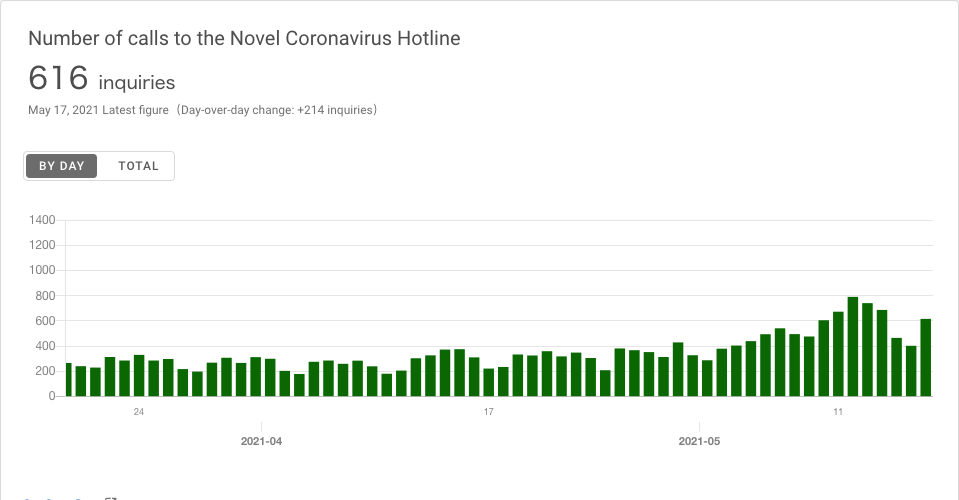 Number of calls to the Novel Coronavirus Hotline
616 inquiries
May 17, 2021 Latest figure（Day-over-day change: +214 inquiries）
BY DAY TOTAL
1400
1200
1000
800
600
400
200
0
24 17 11
2021-04 2021-05